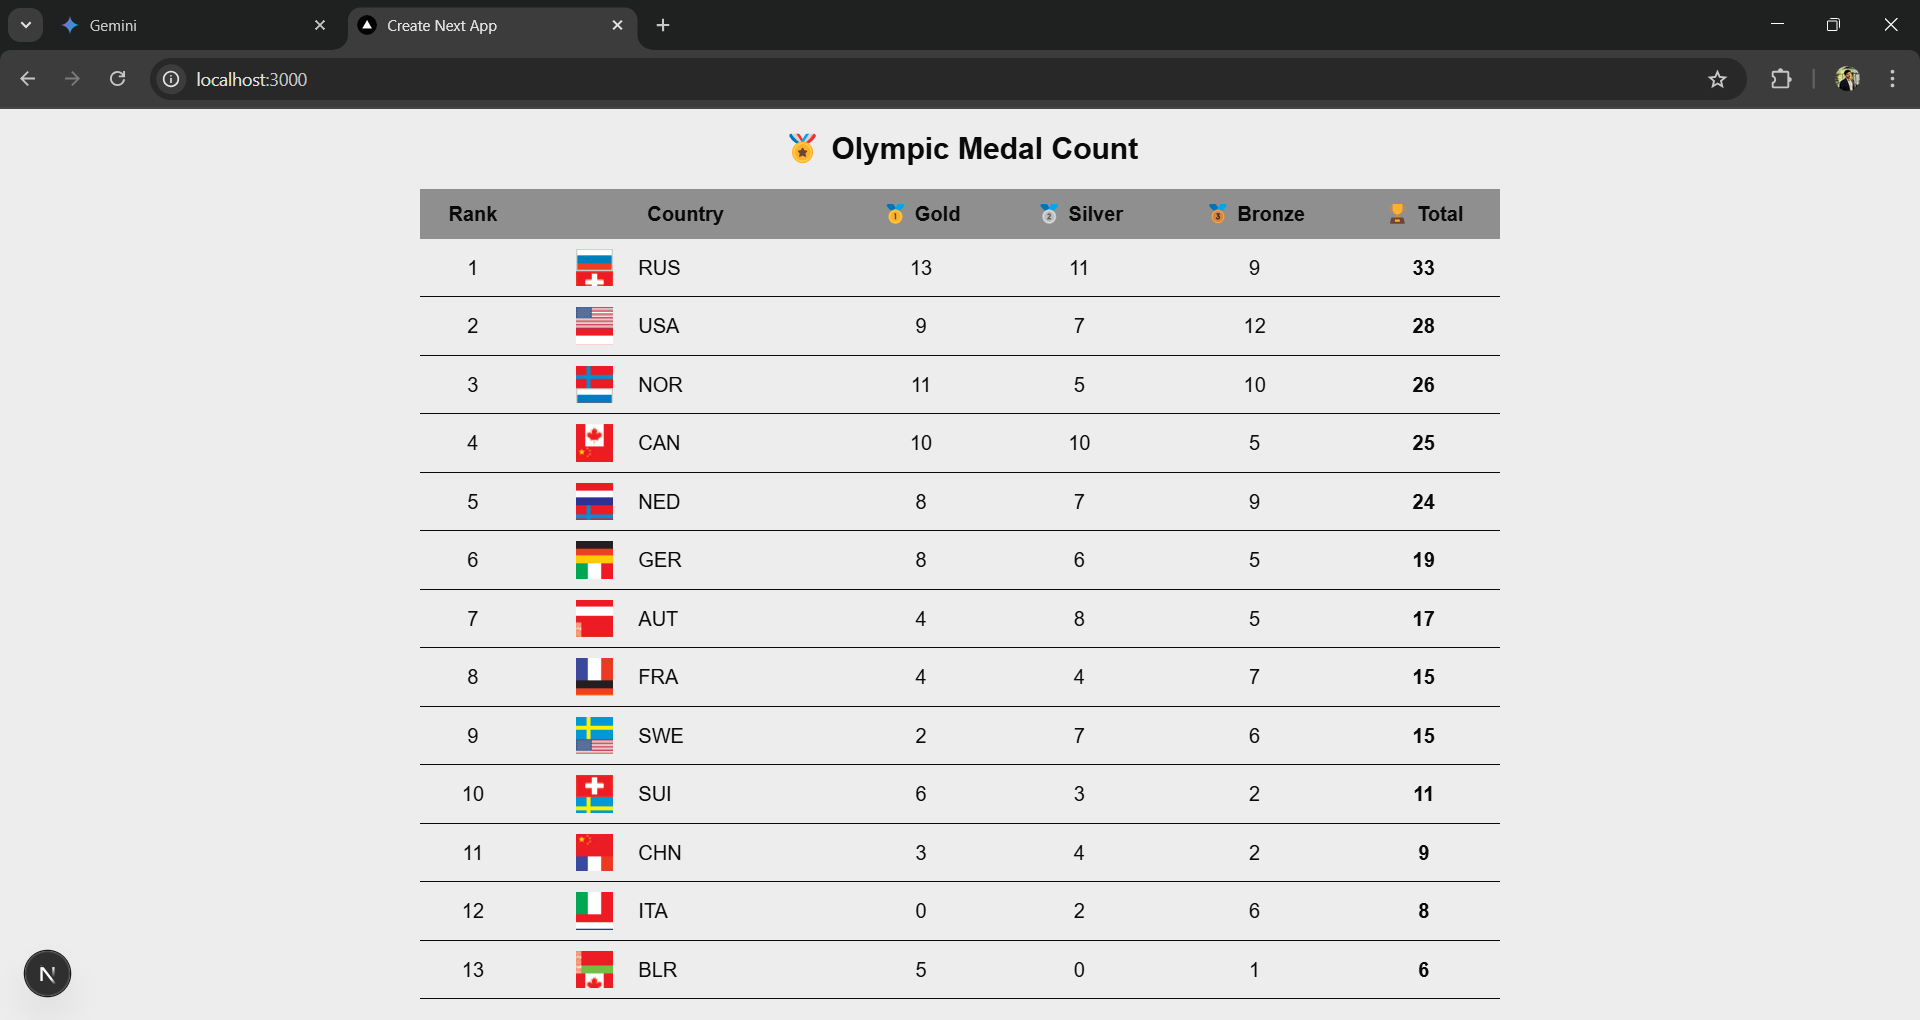 Gemini
Create Next App
localhost:3000
Olympic Medal Count
Rank Country Gold Silver Bronze Total
1 RUS 13 11 9 33
2 USA 9 7 12 28
3 NOR 11 5 10 26
4 CAN 10 10 5 25
5 NED 8 7 9 24
6 GER 8 6 5 19
7 AUT 4 8 5 17
8 FRA 4 4 7 15
9 SWE 2 7 6 15
10 SUI 6 3 2 11
11 CHN 3 4 2 9
12 ITA 0 2 6 8
13 BLR 5 0 1 6
N